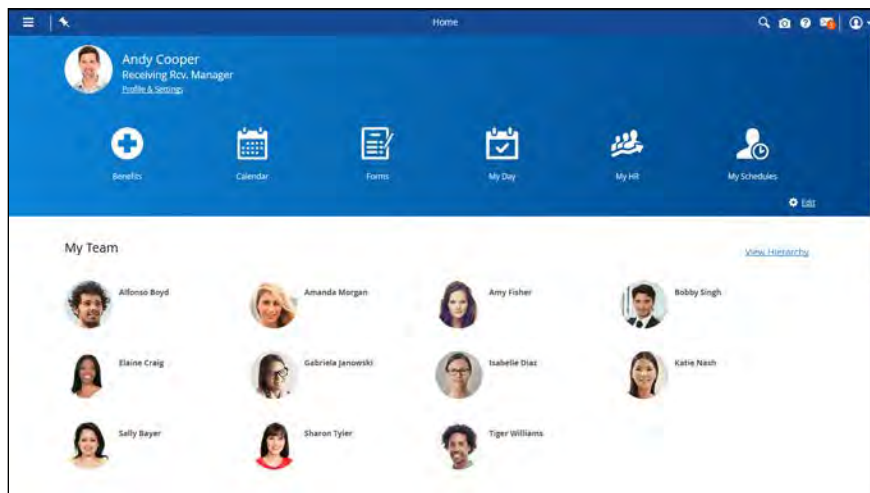 Home
Andy Cooper
Receiving Rcv. Manager
Profile & Settings
Benefits
Calendar
Forms
My Day
My HR
My Schedules
Edit
My Team
View Hierarchy
Alfonso Boyd
Amanda Morgan
Amy Fisher
Bobby Singh
Elaine Craig
Gabriela Janowski
Isabelle Diaz
Katie Nash
Sally Bayer
Sharon Tyler
Tiger Williams